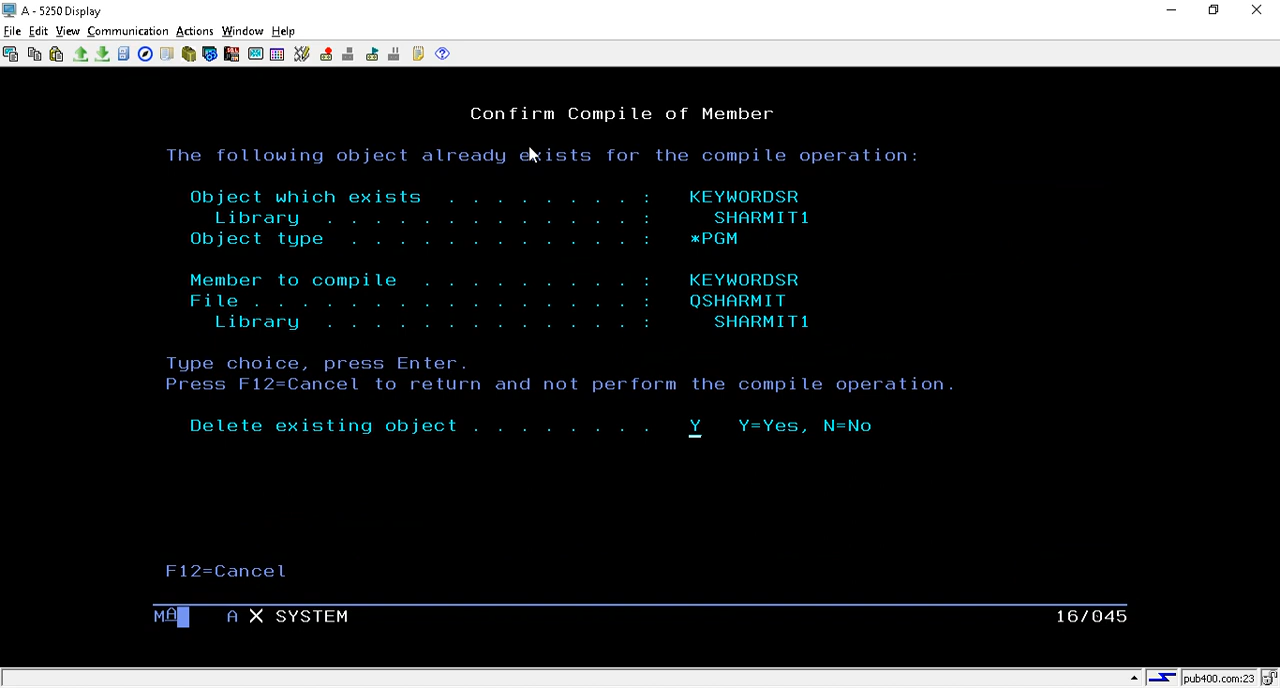 A - 5250 Display
File Edit View Communication Actions Window Help
Confirm Compile of Member
The following object already exists for the compile operation:
Object which exists . . . . . . . . : KEYWORDSR
Library . . . . . . . . . . . . . : SHARMIT1
Object type . . . . . . . . . . . . : *PGM
Member to compile . . . . . . . . . : KEYWORDSR
File . . . . . . . . . . . . . . . . : QSHARMIT
Library . . . . . . . . . . . . . : SHARMIT1
Type choice, press Enter.
Press F12=Cancel to return and not perform the compile operation.
Delete existing object . . . . . . . . Y Y=Yes, N=No
F12=Cancel
MA A X SYSTEM 16/045
pub400.com:23